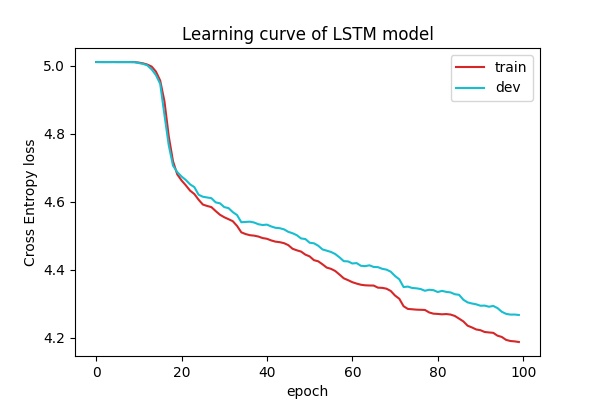 Learning curve of LSTM model
train
dev
5.0
4.8
4.6
4.4
4.2
Cross Entropy loss
0 20 40 60 80 100
epoch